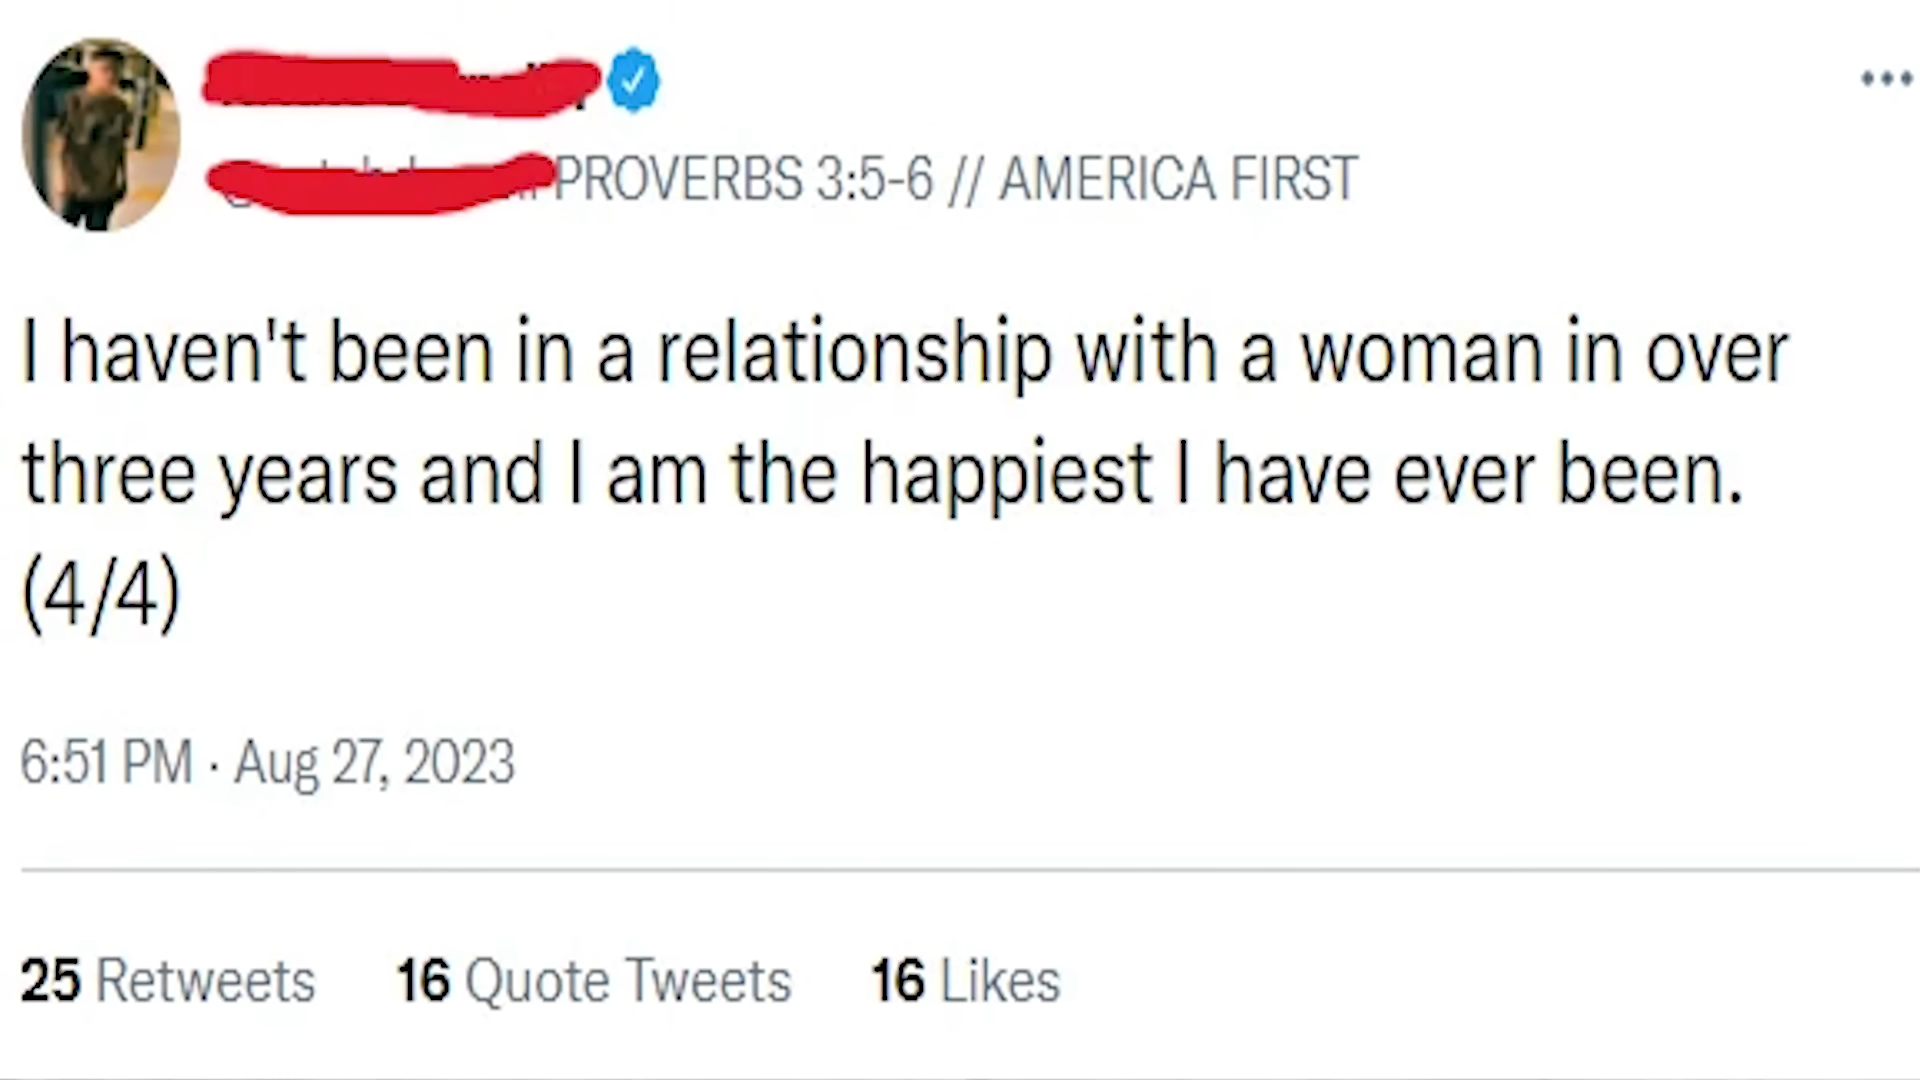 PROVERBS 3:5-6 // AMERICA FIRST
I haven't been in a relationship with a woman in over
three years and I am the happiest I have ever been.
(4/4)
6:51 PM · Aug 27, 2023
25 Retweets 16 Quote Tweets 16 Likes